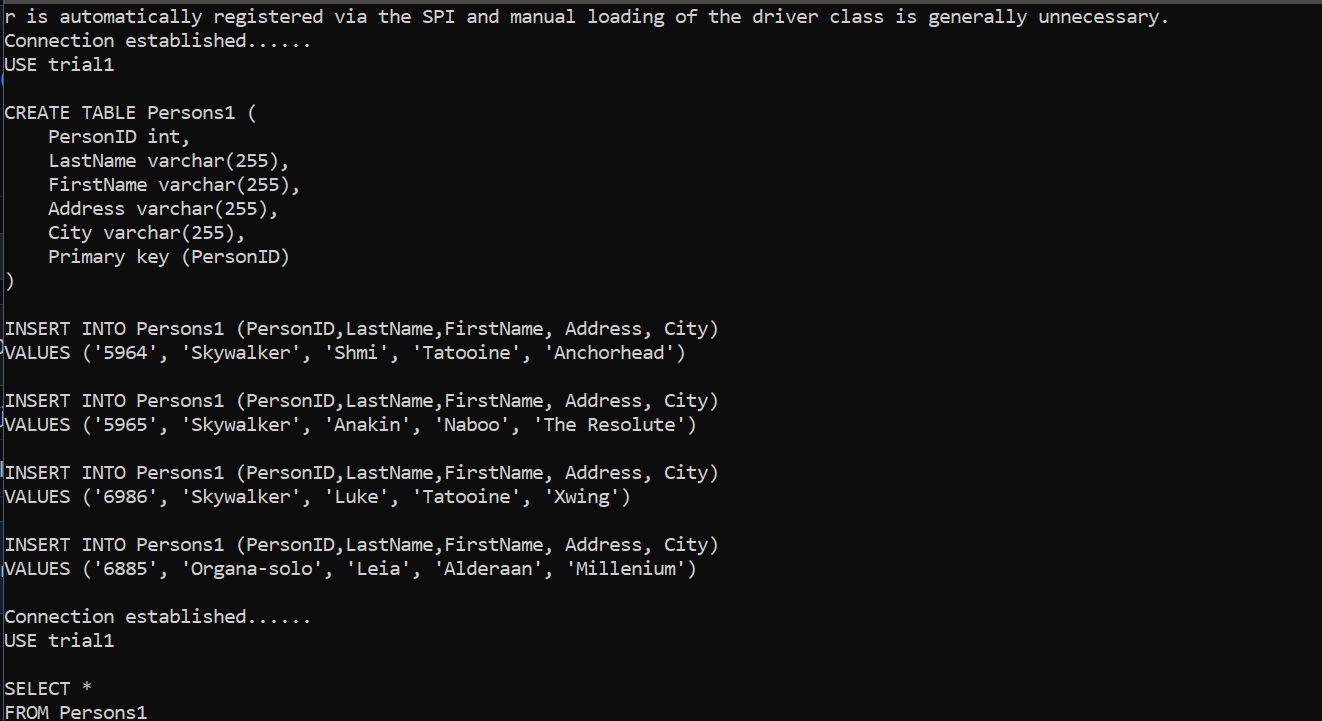 r is automatically registered via the SPI and manual loading of the driver class is generally unnecessary.
Connection established......
USE trial1
CREATE TABLE Persons1 (
    PersonID int,
    LastName varchar(255),
    FirstName varchar(255),
    Address varchar(255),
    City varchar(255),
    Primary key (PersonID)
)
INSERT INTO Persons1 (PersonID,LastName,FirstName, Address, City)
VALUES ('5964', 'Skywalker', 'Shmi', 'Tatooine', 'Anchorhead')
INSERT INTO Persons1 (PersonID,LastName,FirstName, Address, City)
VALUES ('5965', 'Skywalker', 'Anakin', 'Naboo', 'The Resolute')
INSERT INTO Persons1 (PersonID,LastName,FirstName, Address, City)
VALUES ('6986', 'Skywalker', 'Luke', 'Tatooine', 'Xwing')
INSERT INTO Persons1 (PersonID,LastName,FirstName, Address, City)
VALUES ('6885', 'Organa-solo', 'Leia', 'Alderaan', 'Millenium')
Connection established......
USE trial1
SELECT *
FROM Persons1